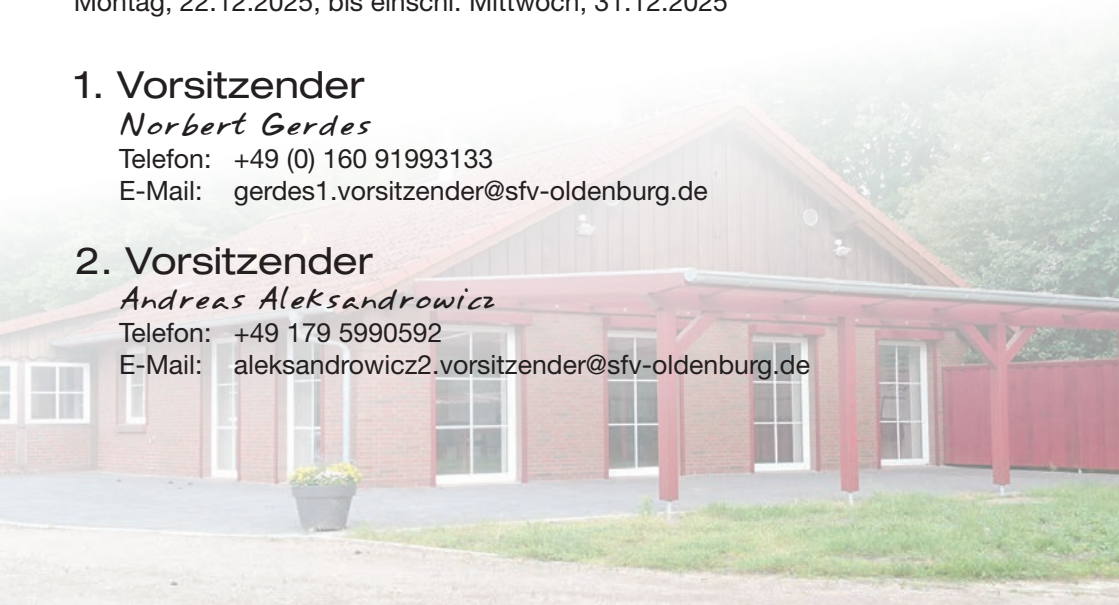 Montag, 22.12.2025, bis einschl. Mittwoch, 31.12.2025
1. Vorsitzender
Norbert Gerdes
Telefon: +49 (0) 160 91993133
E-Mail: gerdes1.vorsitzender@sfv-oldenburg.de
2. Vorsitzender
Andreas Aleksandrowicz
Telefon: +49 179 5990592
E-Mail: aleksandrowicz2.vorsitzender@sfv-oldenburg.de